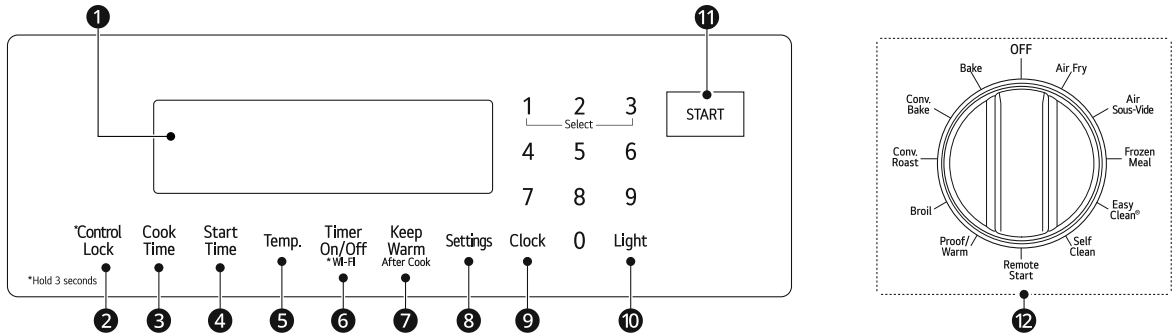 1
11
1 2 3
Select
START
4 5 6
7 8 9
*Control
Lock
Cook
Time
Start
Time
Temp.
Timer
On/Off
*Wi-Fi
Keep
Warm
After Cook
Settings
Clock
0
Light
*Hold 3 seconds
2 3 4 5 6 7 8 9 10
OFF
Air Fry
Air
Sous-Vide
Frozen
Meal
Easy
Clean®
Self
Clean
Remote
Start
Proof/
Warm
Broil
Conv.
Roast
Conv.
Bake
Bake
12